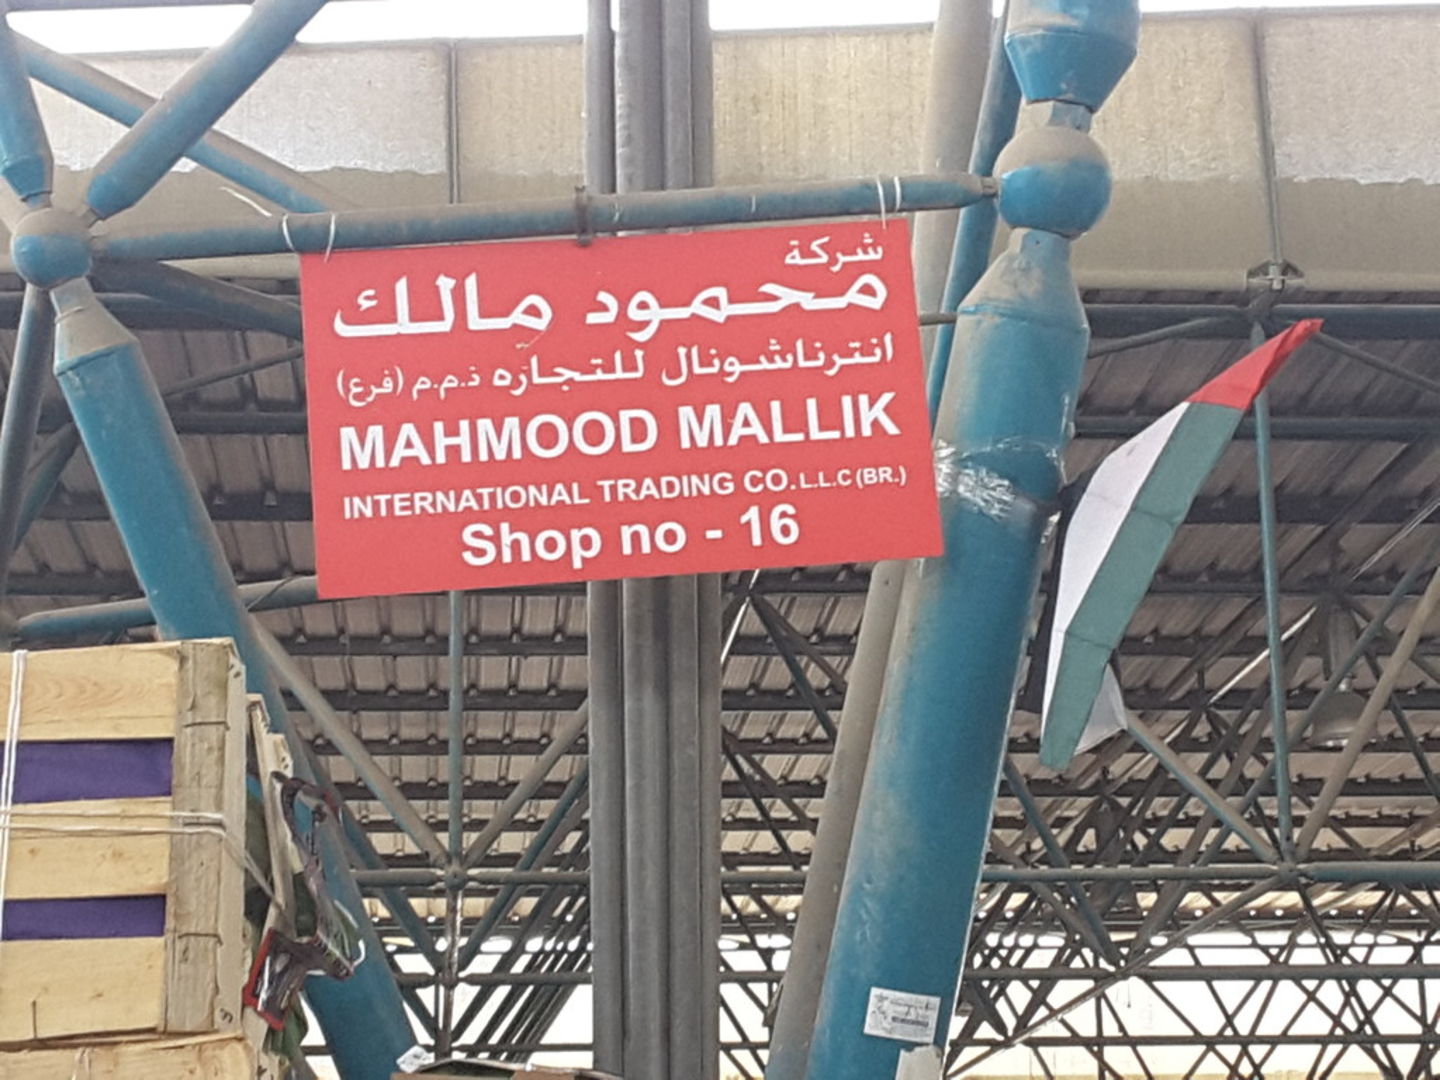 شركة
محمود مالك
انترناشونال للتجاره ذ.م.م (فرع)
MAHMOOD MALLIK
INTERNATIONAL TRADING CO.L.L.C (BR.)
Shop no - 16